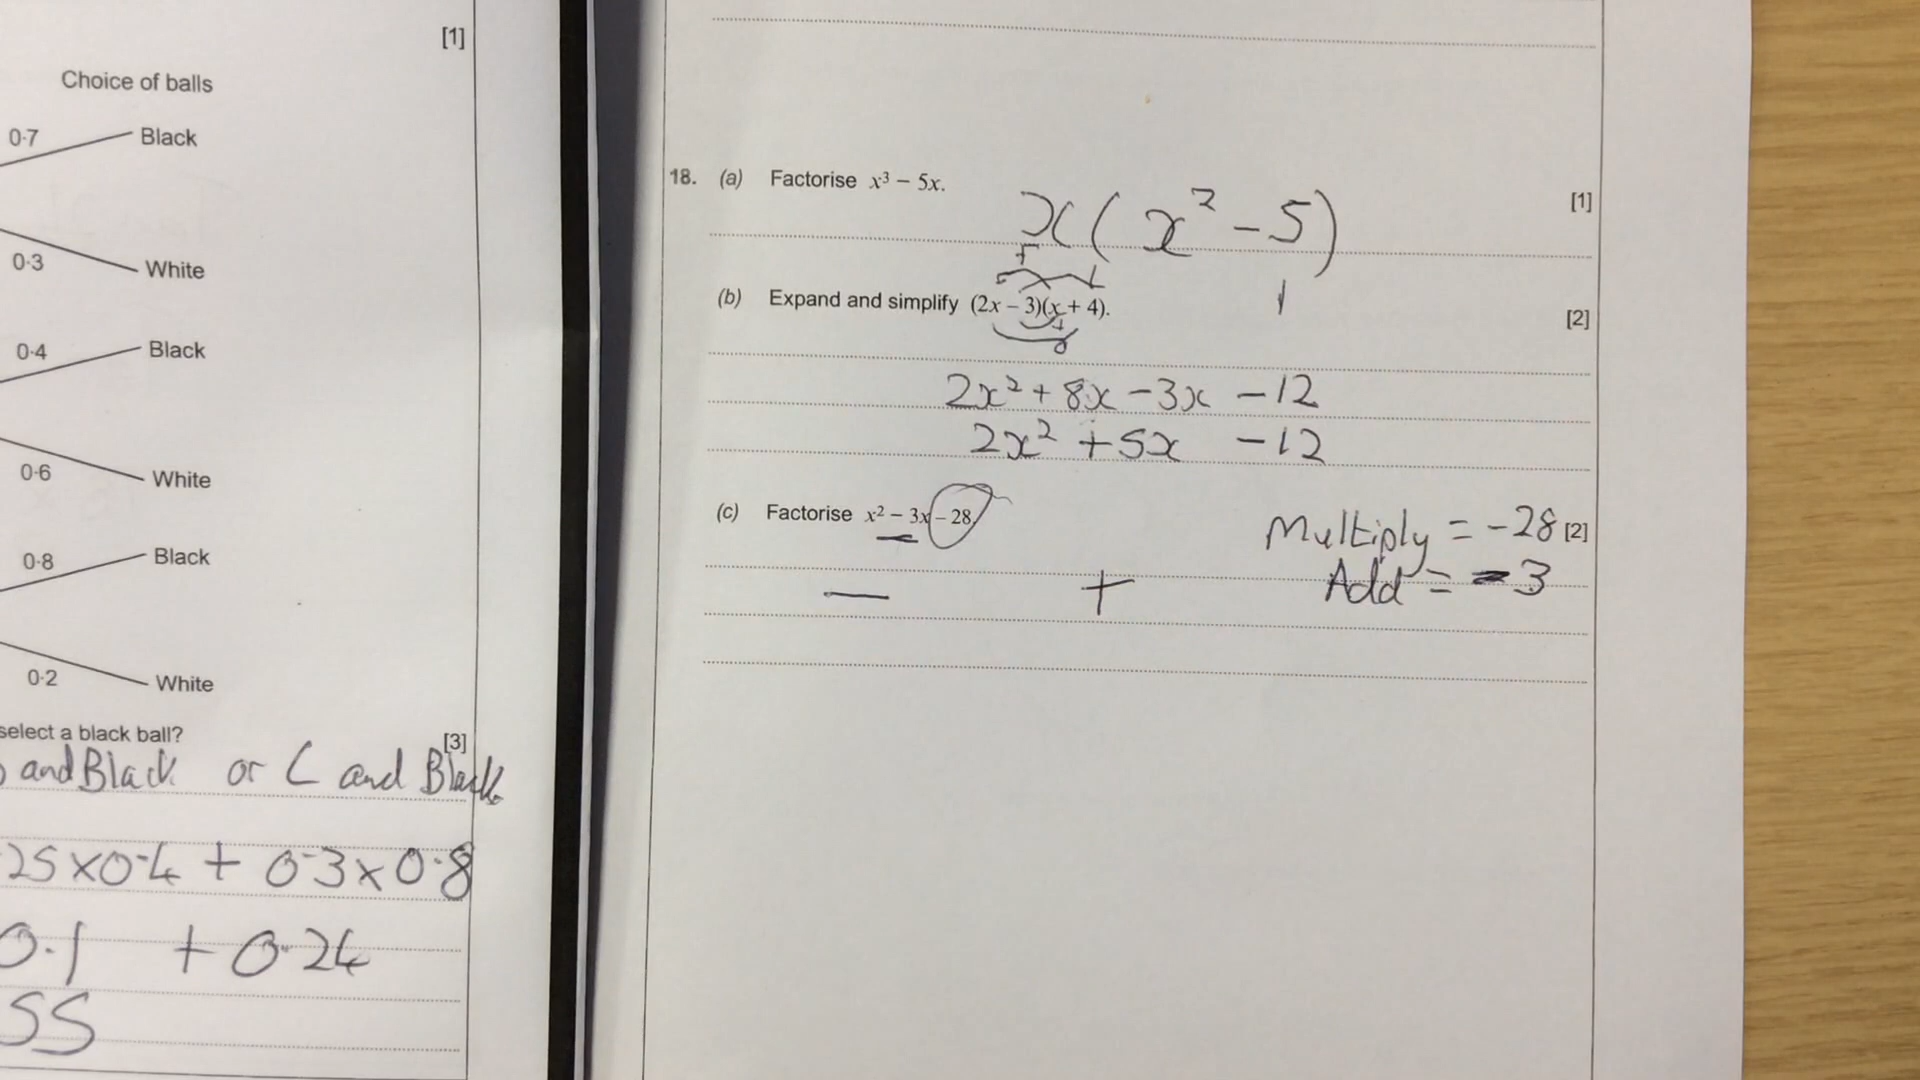 [1]
Choice of balls
0·7 Black
0·3 White
0·4 Black
0·6 White
0·8 Black
0·2 White
select a black ball?
[3]
and Black or C and Black
25 x 0·4 + 0·3 x 0·8
0·1 + 0·24
55
18. (a) Factorise x³ – 5x.
[1]
x(x² – 5)
(b) Expand and simplify (2x – 3)(x + 4).
[2]
2x² + 8x – 3x – 12
2x² + 5x – 12
(c) Factorise x² – 3x – 28.
Multiply = –28 [2]
Add = –3
– +